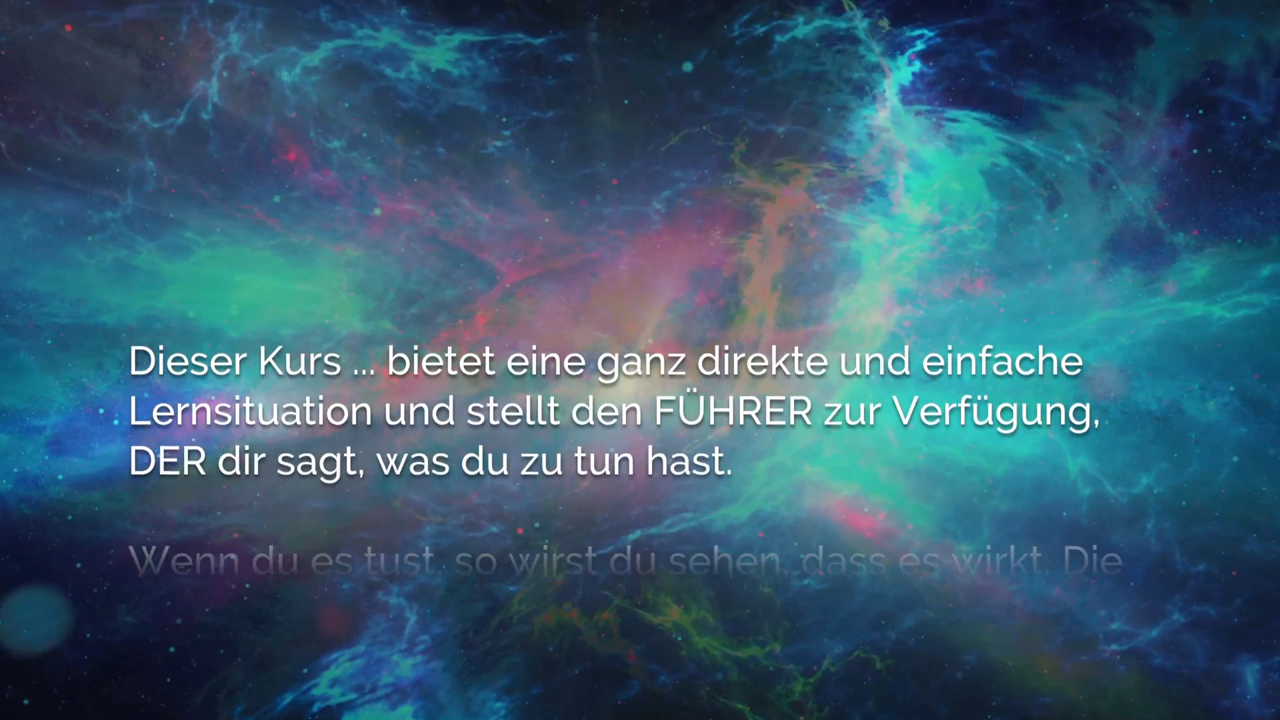 Dieser Kurs ... bietet eine ganz direkte und einfache
Lernsituation und stellt den FÜHRER zur Verfügung,
DER dir sagt, was du zu tun hast.
Wenn du es tust, so wirst du sehen, dass es wirkt. Die